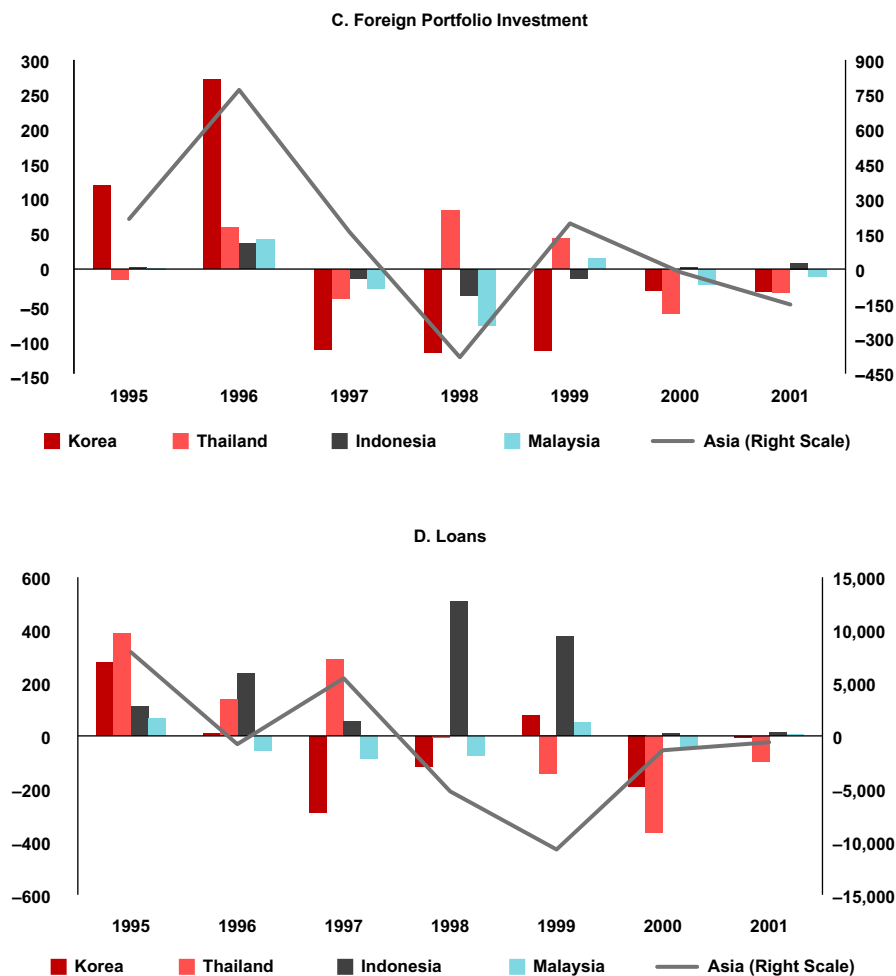 C. Foreign Portfolio Investment
300 900
250 750
200 600
150 450
100 300
50 150
0 0
–50 –150
–100 –300
–150 –450
1995 1996 1997 1998 1999 2000 2001
Korea Thailand Indonesia Malaysia Asia (Right Scale)
D. Loans
600 15,000
400 10,000
200 5,000
0 0
–200 –5,000
–400 –10,000
–600 –15,000
1995 1996 1997 1998 1999 2000 2001
Korea Thailand Indonesia Malaysia Asia (Right Scale)